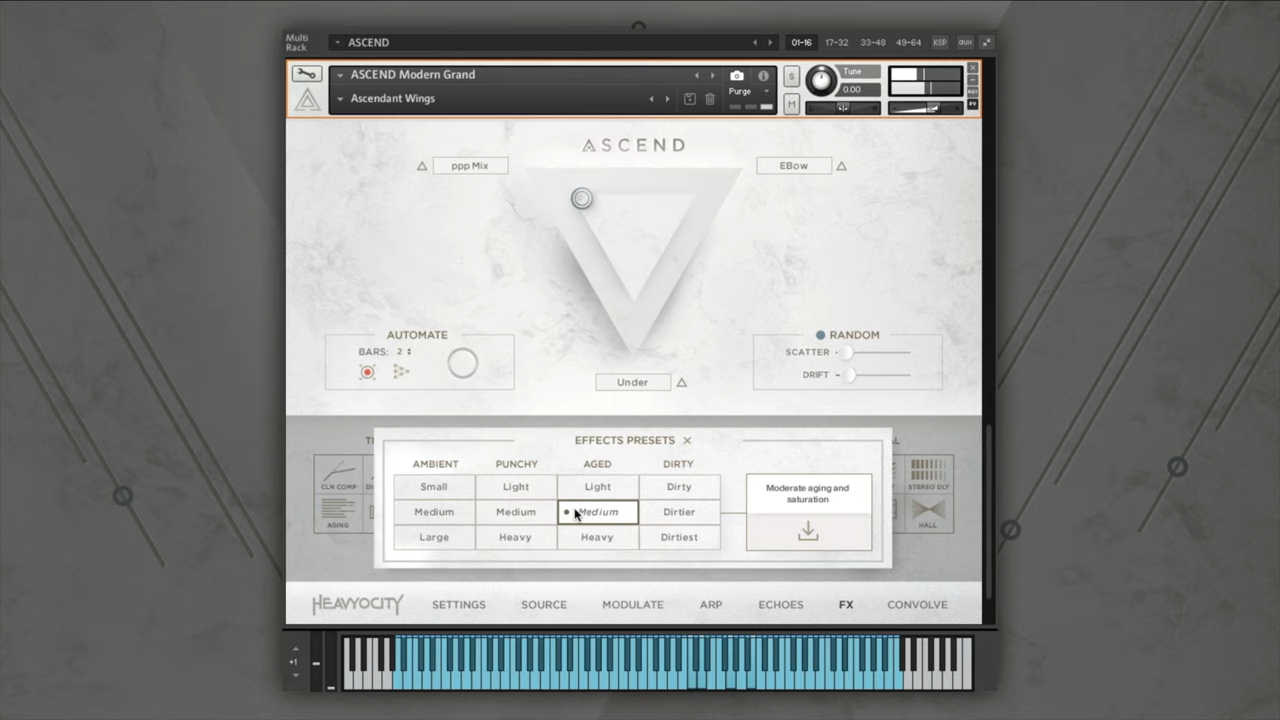 Multi
Rack
ASCEND
01-16 17-32 33-48 49-64 KSP AUX
ASCEND Modern Grand
Ascendant Wings
Purge
S
M
Tune
0.00
PV
ASCEND
ppp Mix
EBow
AUTOMATE
BARS: 2
RANDOM
SCATTER
DRIFT
Under
EFFECTS PRESETS X
AMBIENT PUNCHY AGED DIRTY
Small Light Light Dirty
Medium Medium Medium Dirtier
Large Heavy Heavy Dirtiest
Moderate aging and
saturation
CLN COMP
AGING
STEREO DLY
HALL
HEAVYOCITY SETTINGS SOURCE MODULATE ARP ECHOES FX CONVOLVE
+1